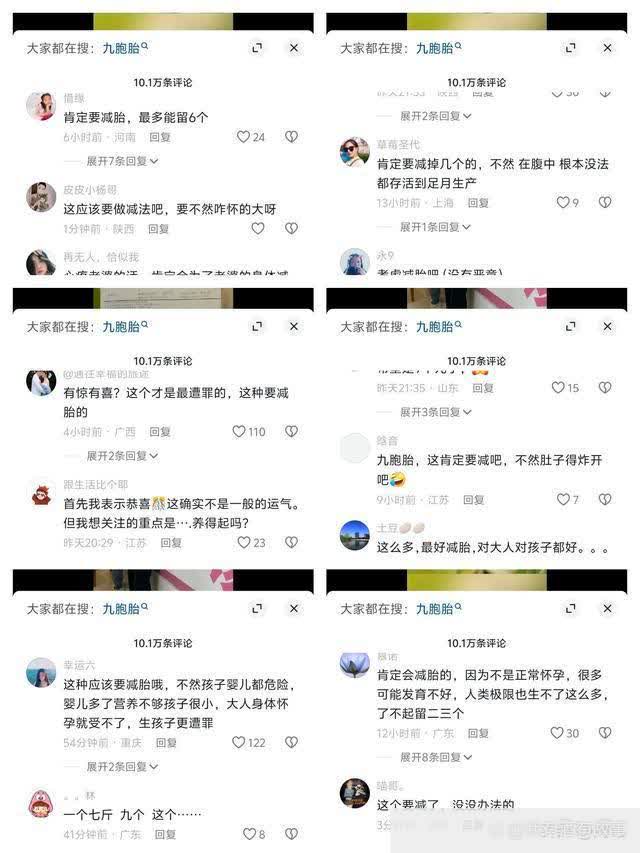 大家都在搜：九胞胎
10.1万条评论
惜缘
肯定要减胎，最多能留6个
6小时前·河南 回复 24
展开7条回复
皮皮小杨哥
这应该要做减法吧，要不然咋怀的大呀
1分钟前·陕西 回复
再无人，恰似我
大家都在搜：九胞胎
10.1万条评论
展开2条回复
草莓圣代
肯定要减掉几个的，不然 在腹中 根本没法
都存活到足月生产
13小时前·上海 回复 9
展开1条回复
永9
考虑减胎吧（没有恶意）
大家都在搜：九胞胎
10.1万条评论
有惊有喜？这个才是最遭罪的，这种要减
胎的
4小时前·广西 回复 110
展开2条回复
跟生活比个耶
首先我表示恭喜🎊这确实不是一般的运气。
但我想关注的重点是….养得起吗？
昨天20:29·江苏 回复 23
大家都在搜：九胞胎
10.1万条评论
昨天21:35·山东 回复 15
展开3条回复
晗音
九胞胎，这肯定要减吧，不然肚子得炸开
吧🤣
9小时前·江苏 回复 7
土豆🥔🥔
这么多,最好减胎,对大人对孩子都好。。。
大家都在搜：九胞胎
10.1万条评论
幸运六
这种应该要减胎哦，不然孩子婴儿都危险，
婴儿多了营养不够孩子很小，大人身体怀
孕就受不了，生孩子更遭罪
54分钟前·重庆 回复 122
展开2条回复
。。林
一个七斤 九个 这个……
41分钟前·广东 回复 8
大家都在搜：九胞胎
10.1万条评论
肯定会减胎的，因为不是正常怀孕，很多
可能发育不好，人类极限也生不了这么多，
了不起留二三个
12小时前·广东 回复 30
展开8条回复
喵哥。
这个要减了，没没办法的